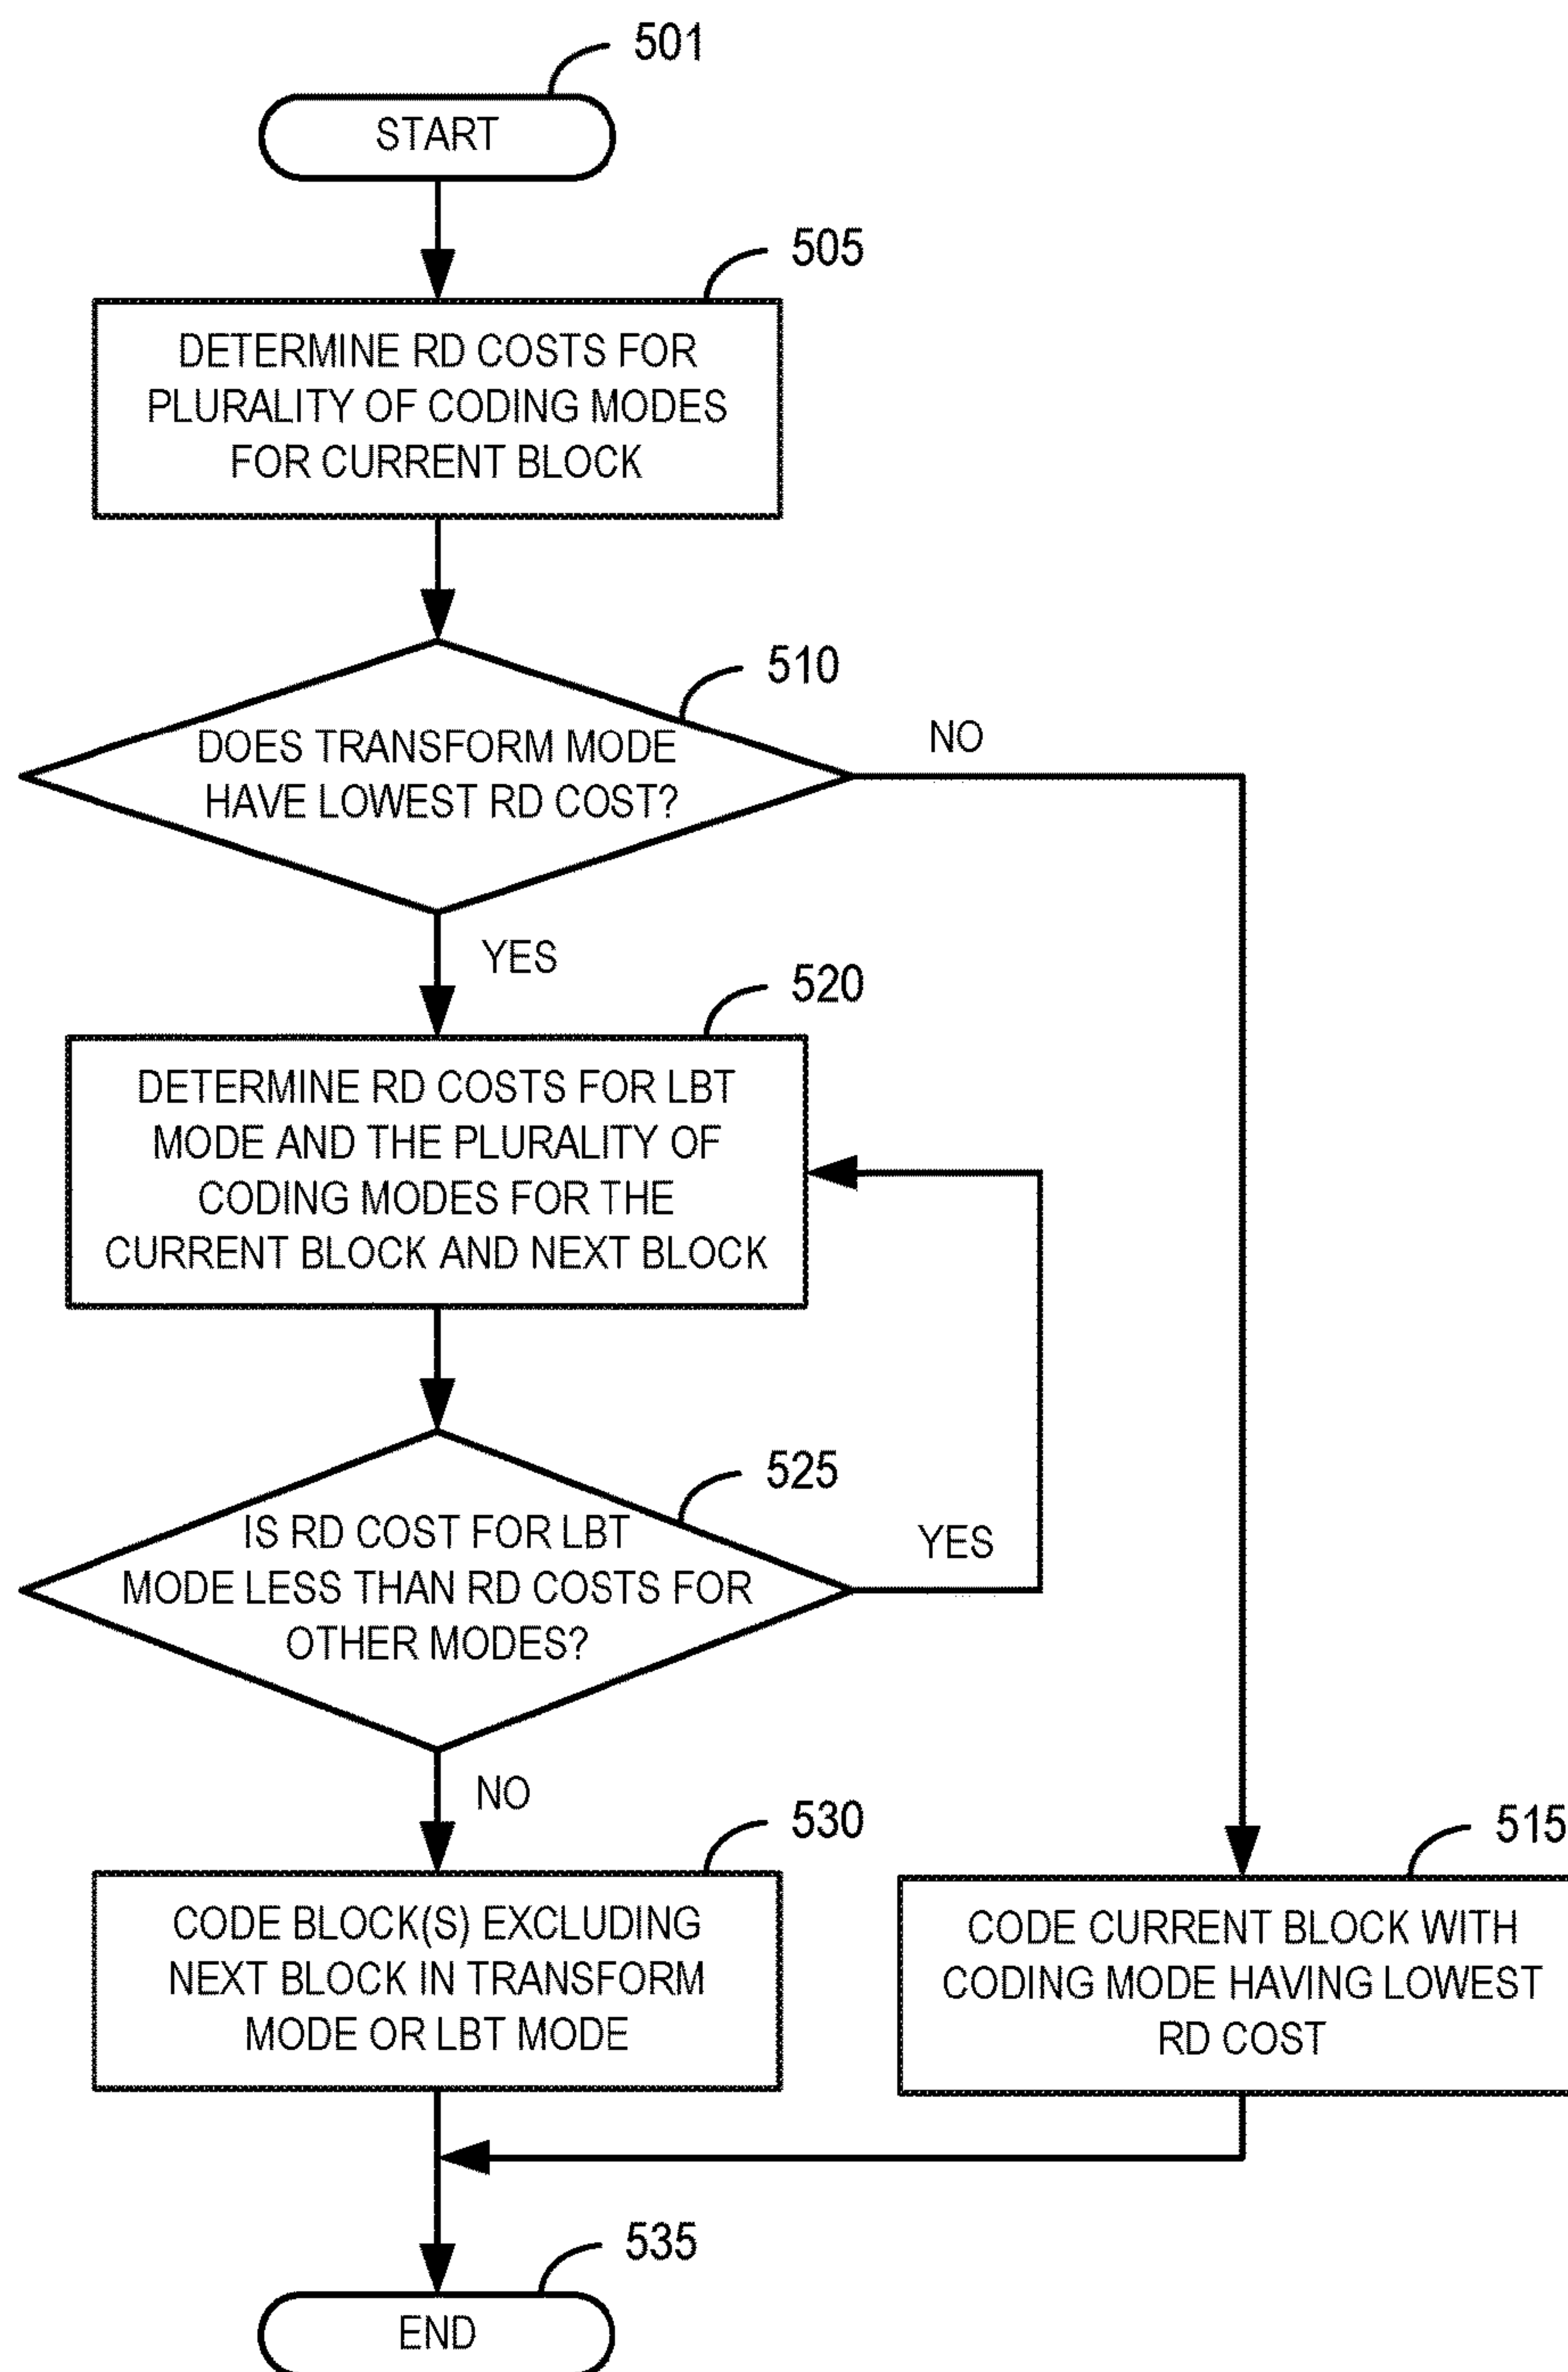 501
START
505
DETERMINE RD COSTS FOR
PLURALITY OF CODING MODES
FOR CURRENT BLOCK
510
DOES TRANSFORM MODE
HAVE LOWEST RD COST?
NO
YES
520
DETERMINE RD COSTS FOR LBT
MODE AND THE PLURALITY OF
CODING MODES FOR THE
CURRENT BLOCK AND NEXT BLOCK
525
IS RD COST FOR LBT
MODE LESS THAN RD COSTS FOR
OTHER MODES?
YES
NO
530
CODE BLOCK(S) EXCLUDING
NEXT BLOCK IN TRANSFORM
MODE OR LBT MODE
515
CODE CURRENT BLOCK WITH
CODING MODE HAVING LOWEST
RD COST
535
END